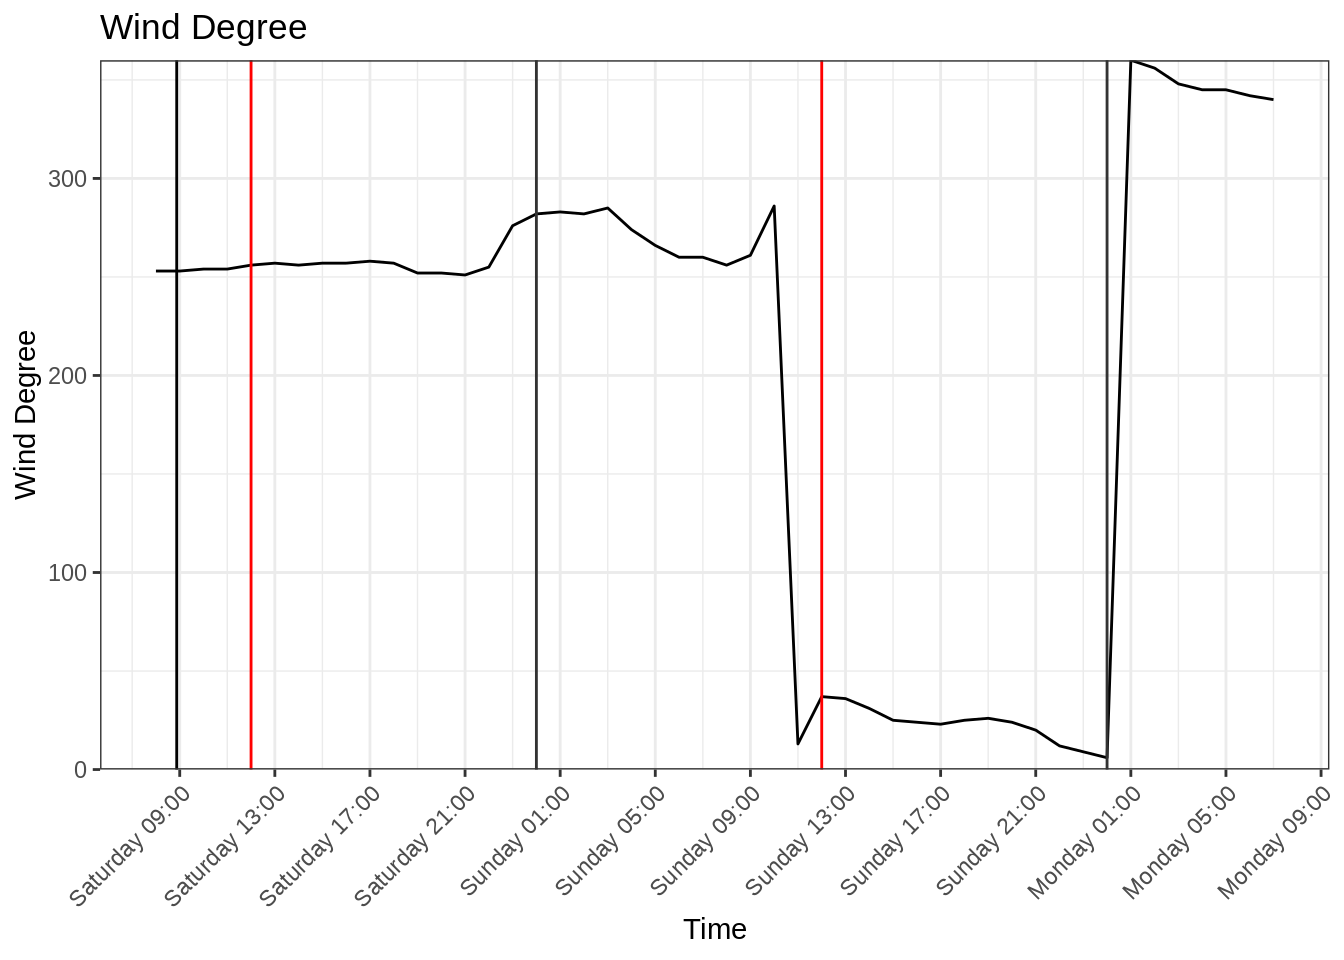 Wind Degree
Wind Degree
300
200
100
0
Saturday 09:00
Saturday 13:00
Saturday 17:00
Saturday 21:00
Sunday 01:00
Sunday 05:00
Sunday 09:00
Sunday 13:00
Sunday 17:00
Sunday 21:00
Monday 01:00
Monday 05:00
Monday 09:00
Time